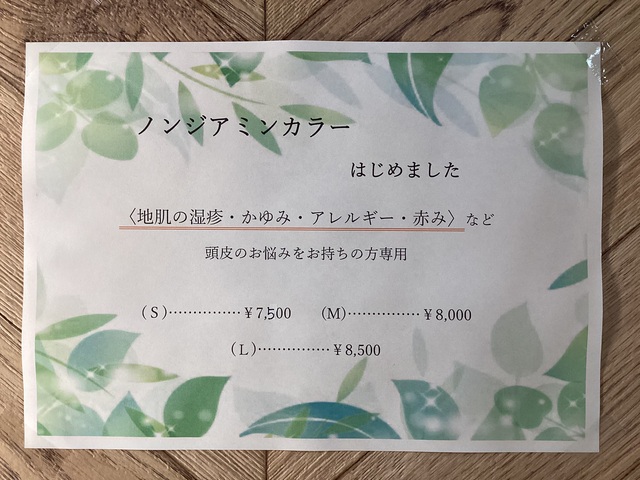 ノンジアミンカラー
はじめました
〈地肌の湿疹・かゆみ・アレルギー・赤み〉など
頭皮のお悩みをお持ちの方専用
(S)……………¥7,500 (M)……………¥8,000
(L)……………¥8,500